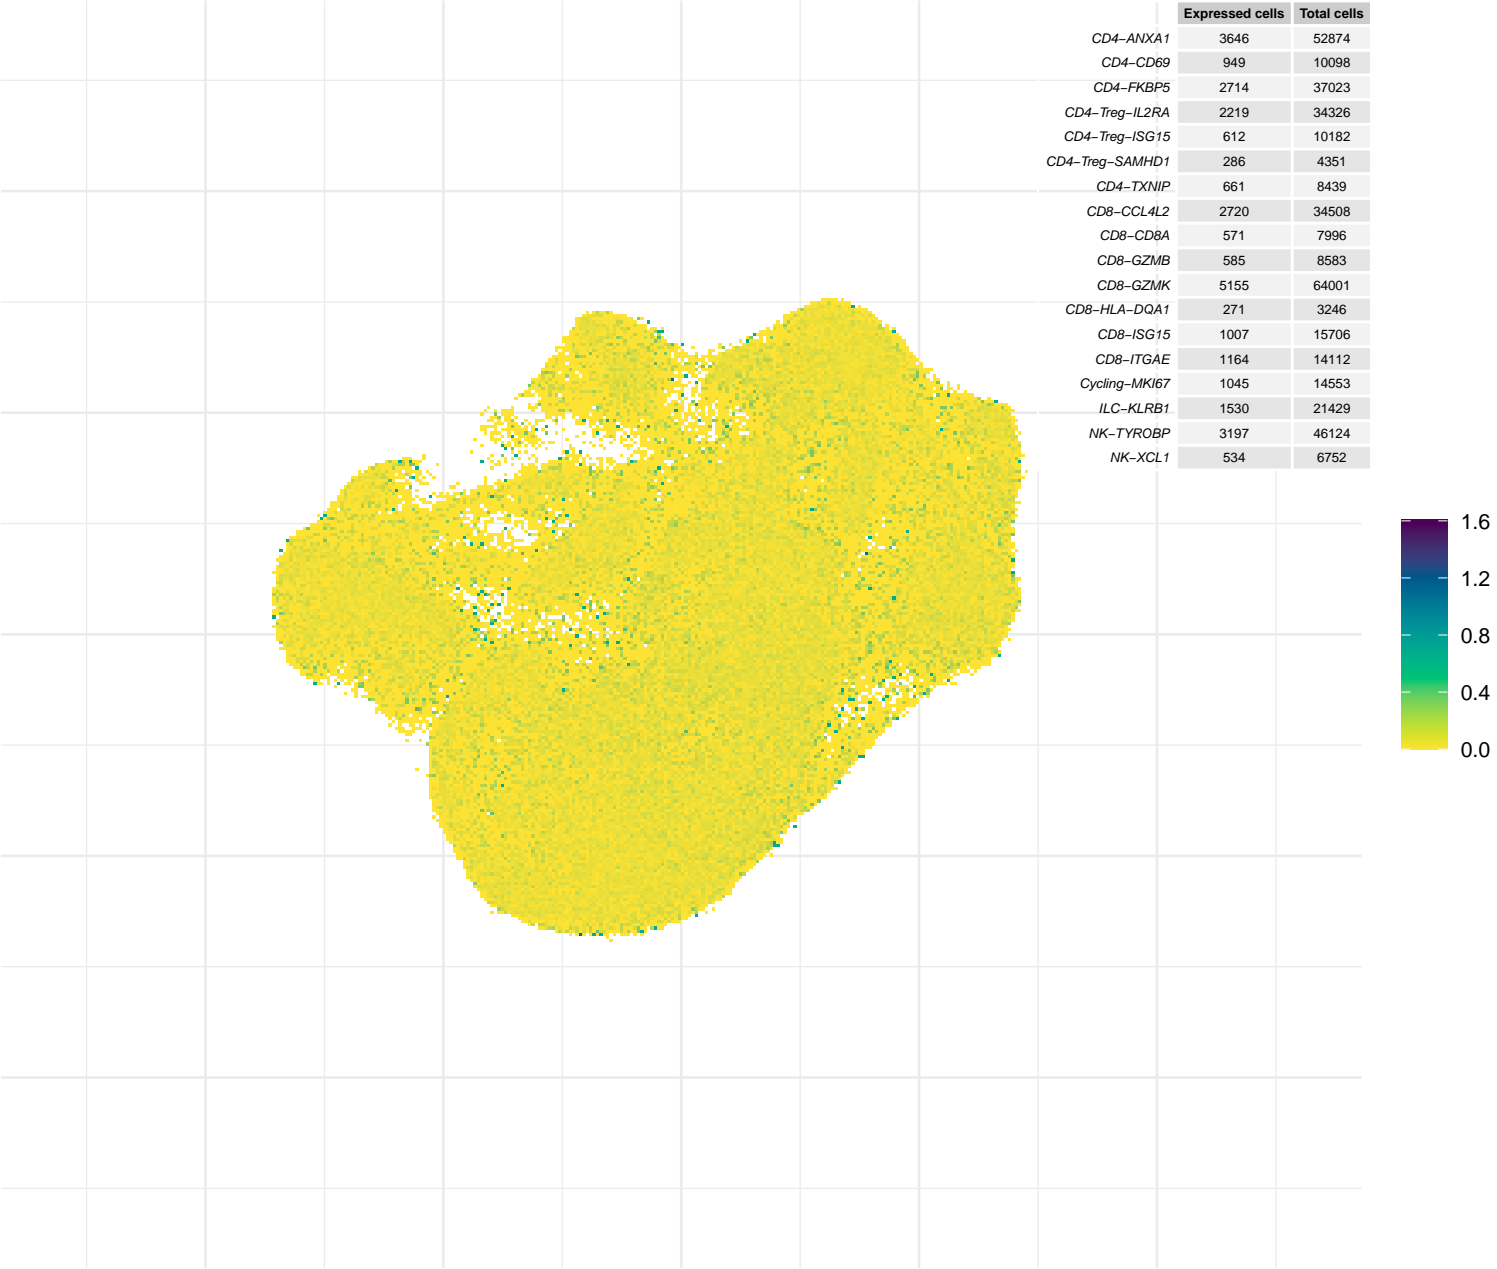 Expressed cells Total cells
CD4−ANXA1 3646 52874
CD4−CD69 949 10098
CD4−FKBP5 2714 37023
CD4−Treg−IL2RA 2219 34326
CD4−Treg−ISG15 612 10182
CD4−Treg−SAMHD1 286 4351
CD4−TXNIP 661 8439
CD8−CCL4L2 2720 34508
CD8−CD8A 571 7996
CD8−GZMB 585 8583
CD8−GZMK 5155 64001
CD8−HLA−DQA1 271 3246
CD8−ISG15 1007 15706
CD8−ITGAE 1164 14112
Cycling−MKI67 1045 14553
ILC−KLRB1 1530 21429
NK−TYROBP 3197 46124
NK−XCL1 534 6752
1.6
1.2
0.8
0.4
0.0